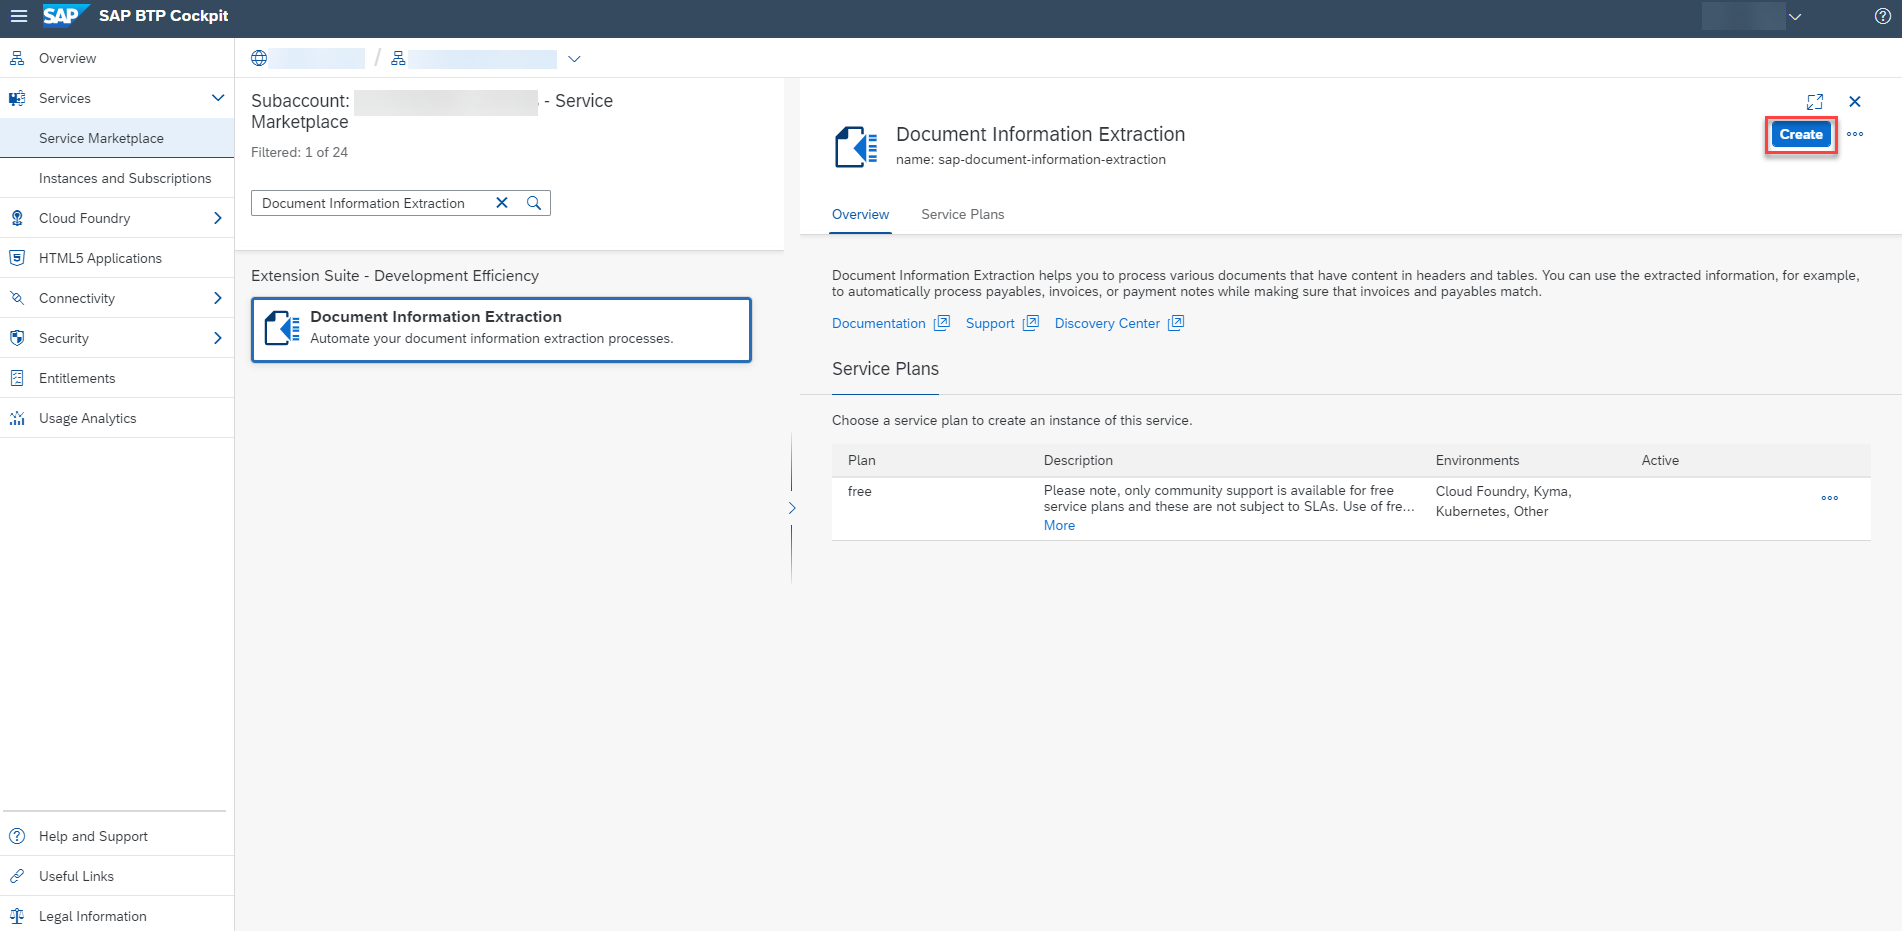 SAP SAP BTP Cockpit
Overview
Services
Service Marketplace
Instances and Subscriptions
Cloud Foundry
HTML5 Applications
Connectivity
Security
Entitlements
Usage Analytics
Help and Support
Useful Links
Legal Information
/
Subaccount: - Service
Marketplace
Filtered: 1 of 24
Document Information Extraction
Extension Suite - Development Efficiency
Document Information Extraction
Automate your document information extraction processes.
Document Information Extraction
name: sap-document-information-extraction
Create
Overview Service Plans
Document Information Extraction helps you to process various documents that have content in headers and tables. You can use the extracted information, for example,
to automatically process payables, invoices, or payment notes while making sure that invoices and payables match.
Documentation Support Discovery Center
Service Plans
Choose a service plan to create an instance of this service.
Plan Description Environments Active
free
Please note, only community support is available for free
service plans and these are not subject to SLAs. Use of fre...
More
Cloud Foundry, Kyma,
Kubernetes, Other